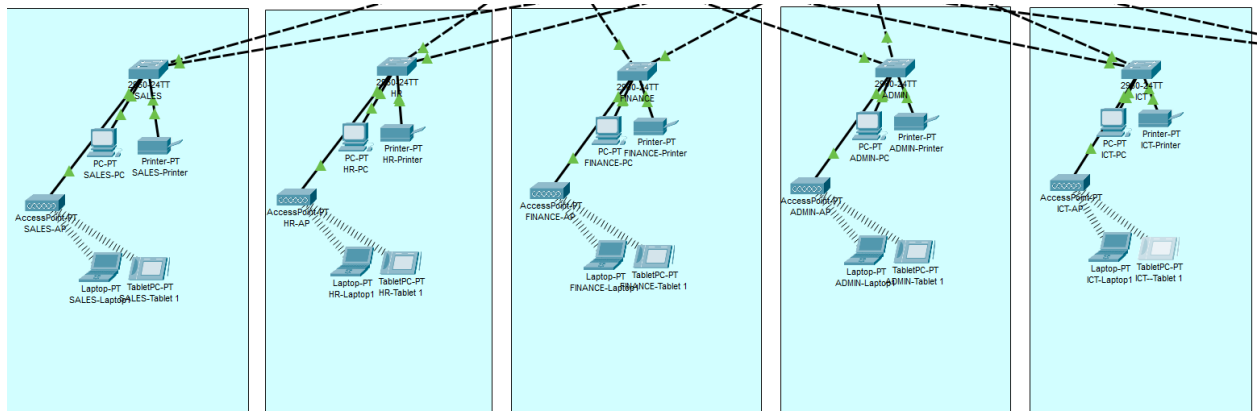 2960-24TT
SALES
PC-PT
SALES-PC
Printer-PT
SALES-Printer
AccessPoint-PT
SALES-AP
Laptop-PT
SALES-Laptop1
TabletPC-PT
SALES-Tablet 1
2960-24TT
HR
PC-PT
HR-PC
Printer-PT
HR-Printer
AccessPoint-PT
HR-AP
Laptop-PT
HR-Laptop1
TabletPC-PT
HR-Tablet 1
2960-24TT
FINANCE
PC-PT
FINANCE-PC
Printer-PT
FINANCE-Printer
AccessPoint-PT
FINANCE-AP
Laptop-PT
FINANCE-Laptop1
TabletPC-PT
FINANCE-Tablet 1
2960-24TT
ADMIN
PC-PT
ADMIN-PC
Printer-PT
ADMIN-Printer
AccessPoint-PT
ADMIN-AP
Laptop-PT
ADMIN-Laptop1
TabletPC-PT
ADMIN-Tablet 1
2960-24TT
ICT
PC-PT
ICT-PC
Printer-PT
ICT-Printer
AccessPoint-PT
ICT-AP
Laptop-PT
ICT-Laptop1
TabletPC-PT
ICT--Tablet 1